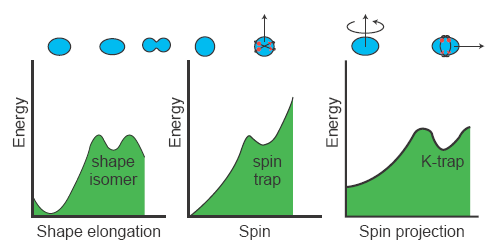 Energy
shape
isomer
Shape elongation
Energy
spin
trap
Spin
Energy
K-trap
Spin projection